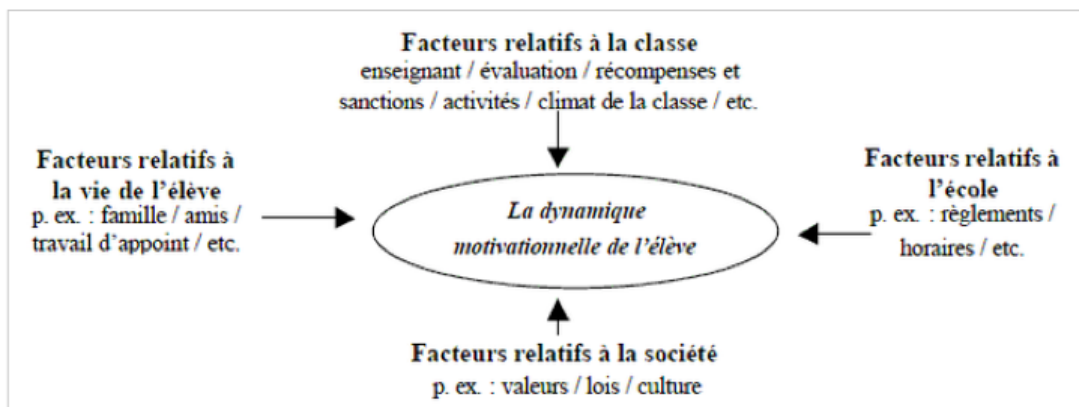 Facteurs relatifs à la classe
enseignant / évaluation / récompenses et
sanctions / activités / climat de la classe / etc.
Facteurs relatifs à
la vie de l'élève
p. ex. : famille / amis /
travail d'appoint / etc.
La dynamique
motivationnelle de l'élève
Facteurs relatifs à
l'école
p. ex. : règlements /
horaires / etc.
Facteurs relatifs à la société
p. ex. : valeurs / lois / culture